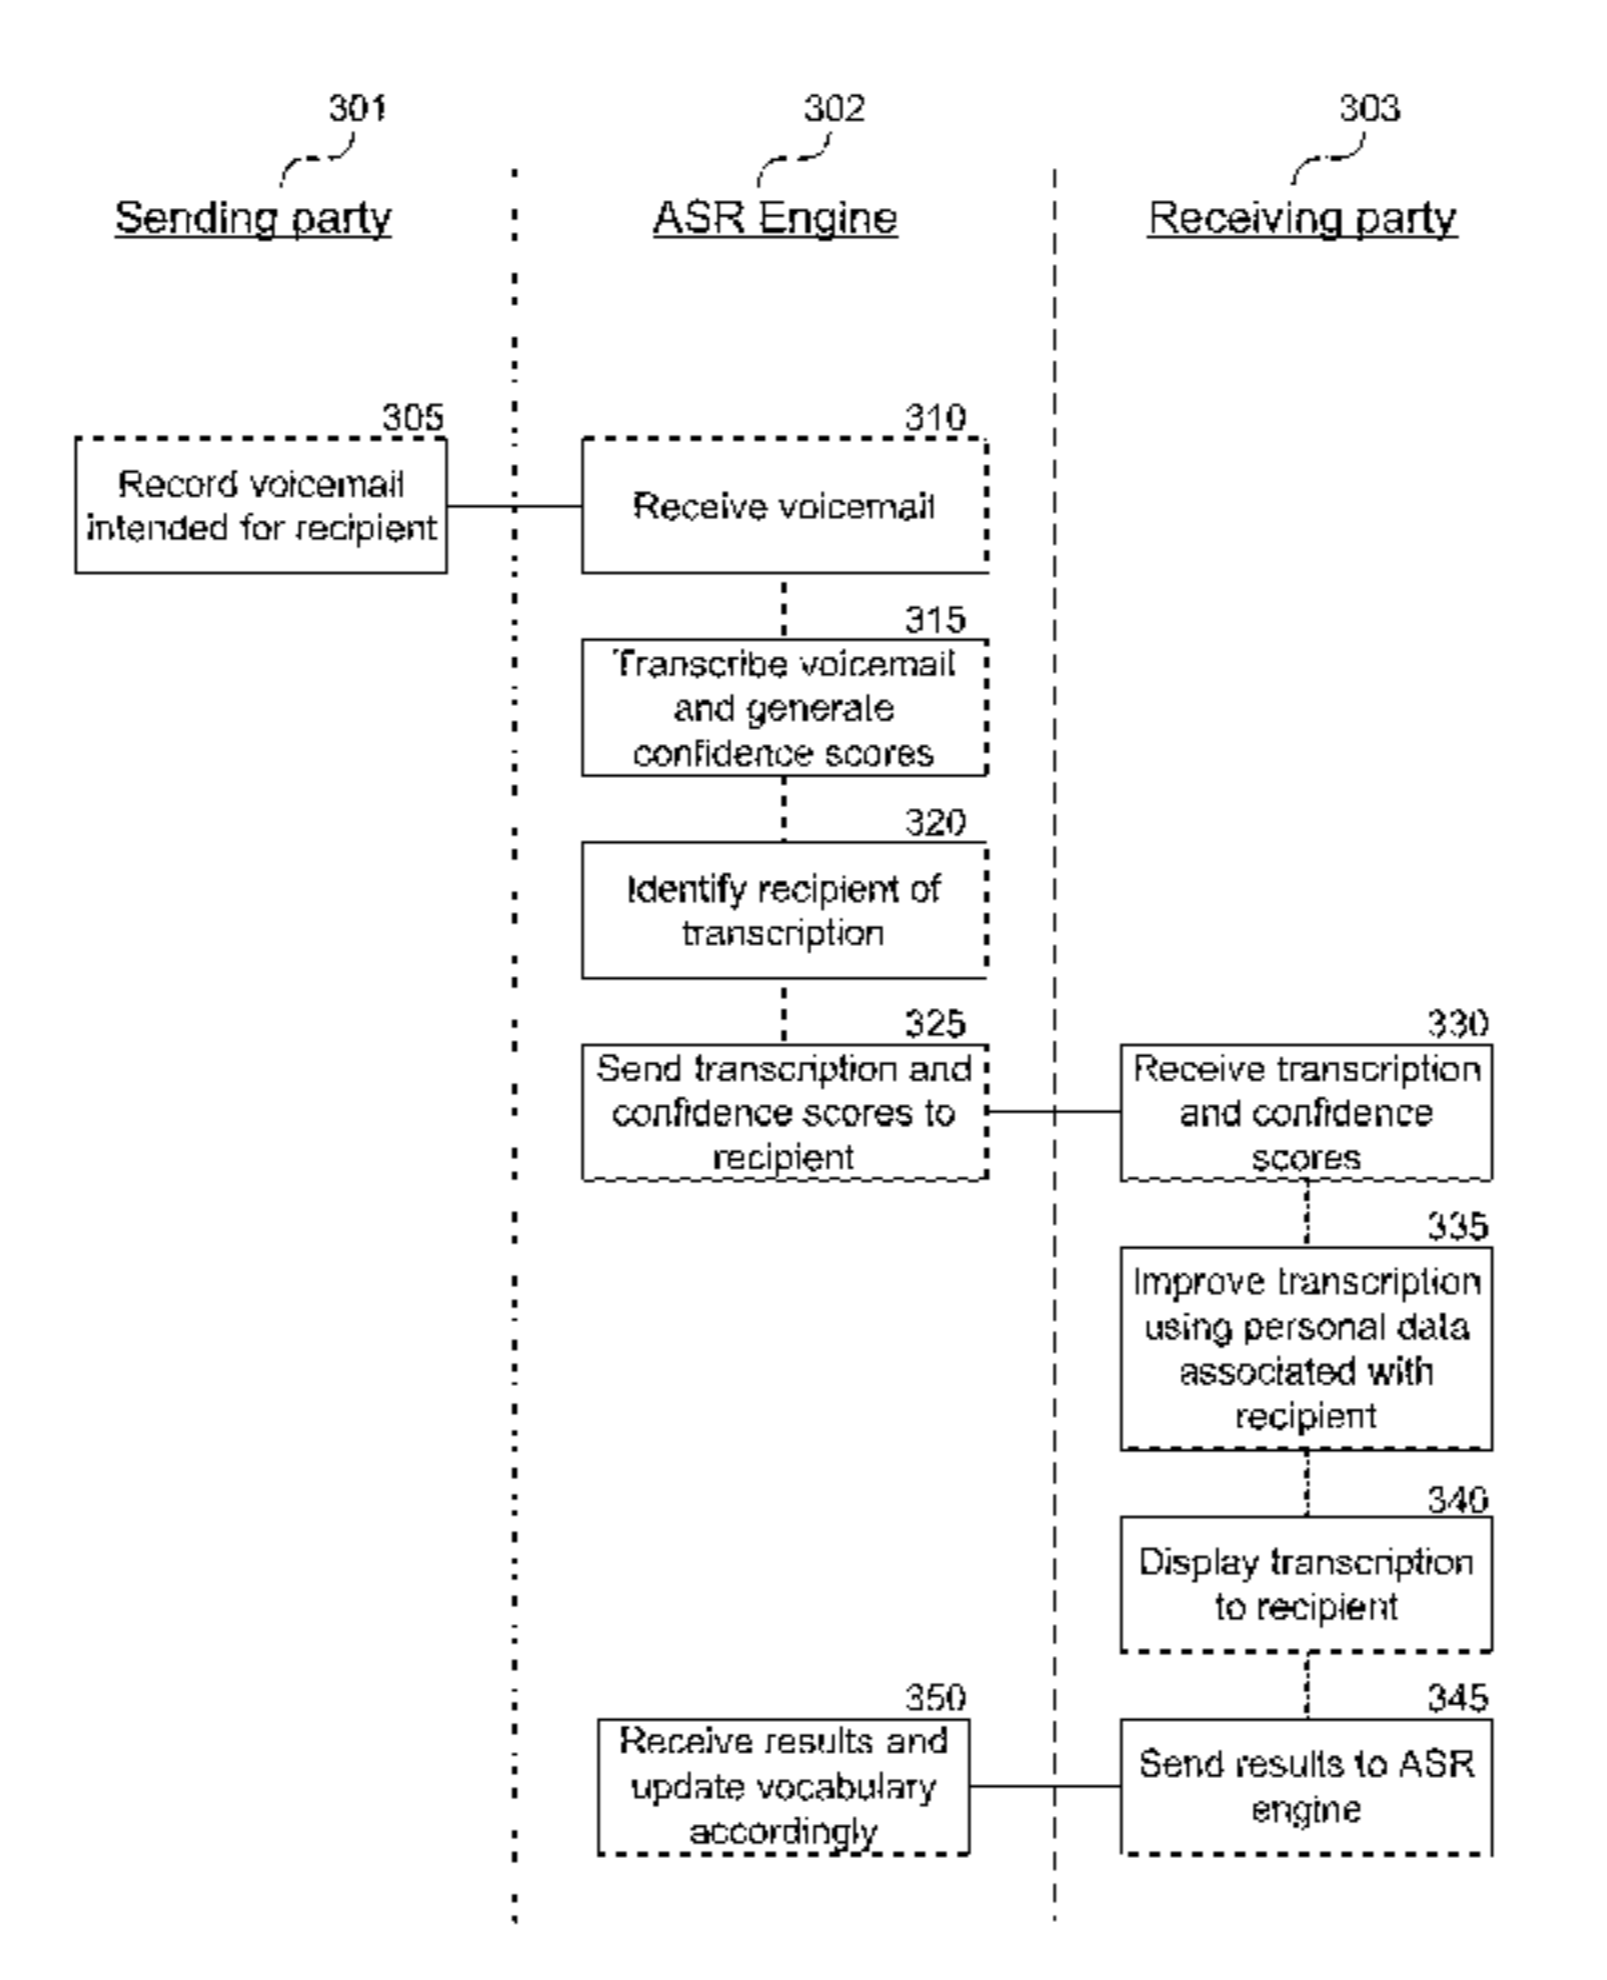 301
302
303
Sending party
ASR Engine
Receiving party
305
Record voicemail
intended for recipient
310
Receive voicemail
315
Transcribe voicemail
and generate
confidence scores
320
Identify recipient of
transcription
325
Send transcription and
confidence scores to
recipient
330
Receive transcription
and confidence
scores
335
Improve transcription
using personal data
associated with
recipient
340
Display transcription
to recipient
345
Send results to ASR
engine
350
Receive results and
update vocabulary
accordingly